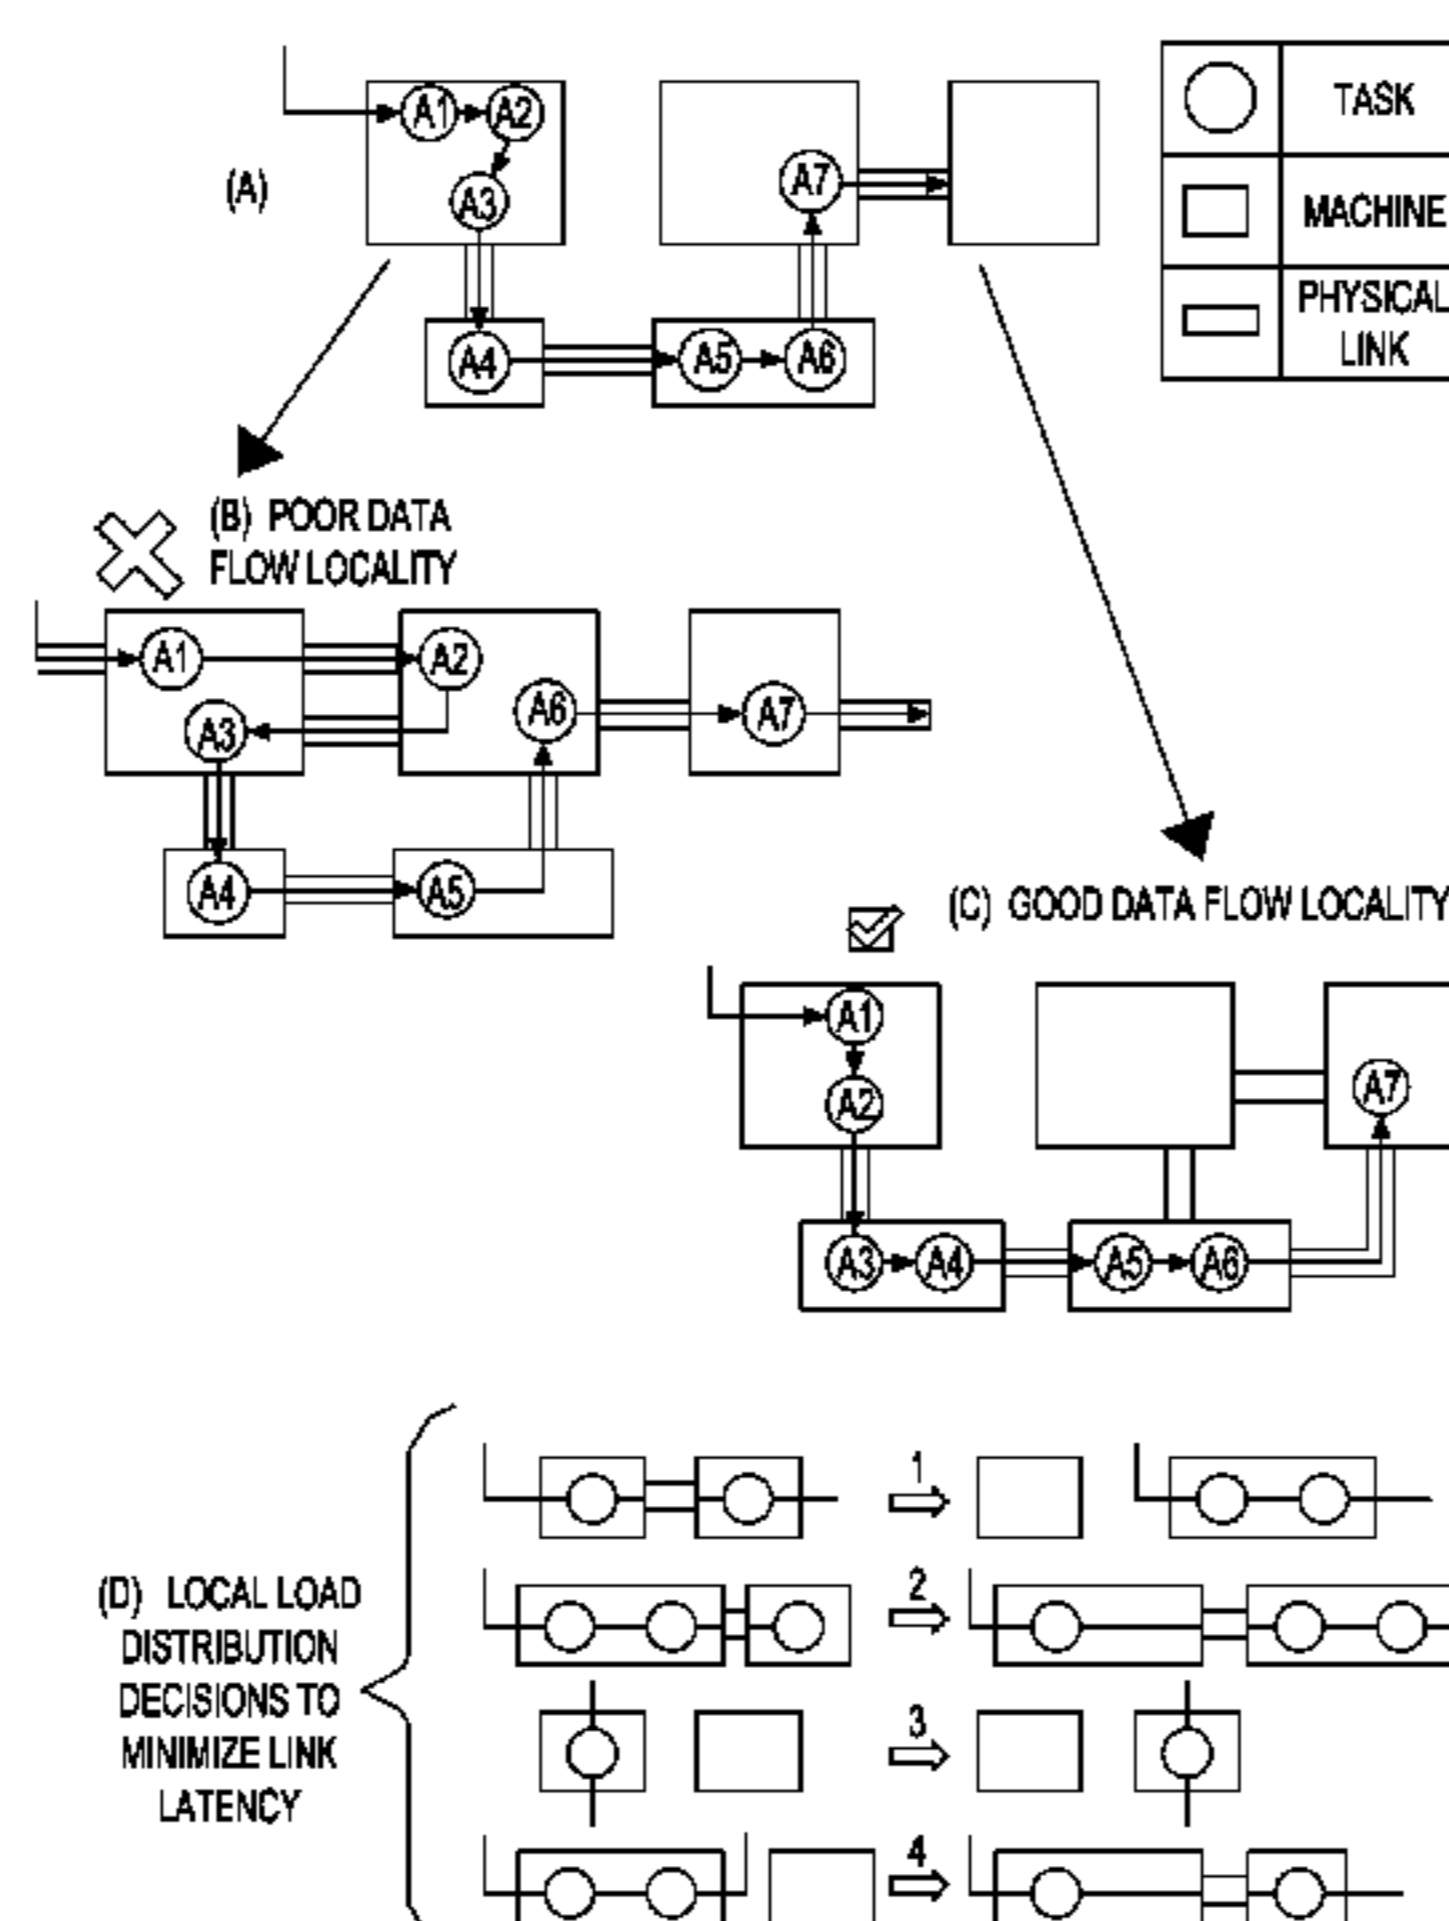 TASK
MACHINE
PHYSICAL
LINK
(A)
A1
A2
A3
A7
A4
A5
A6
(B) POOR DATA
FLOW LOCALITY
A1
A2
A3
A6
A7
A4
A5
(C) GOOD DATA FLOW LOCALITY
A1
A2
A7
A3
A4
A5
A6
(D) LOCAL LOAD
DISTRIBUTION
DECISIONS TO
MINIMIZE LINK
LATENCY
1
2
3
4